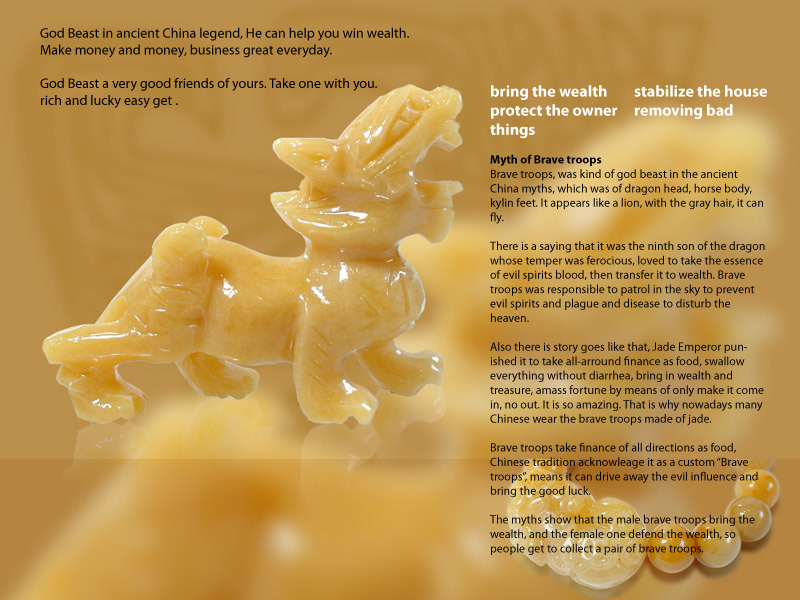 God Beast in ancient China legend, He can help you win wealth.
Make money and money, business great everyday.
God Beast a very good friends of yours. Take one with you.
rich and lucky easy get .
bring the wealth stabilize the house
protect the owner removing bad
things
Myth of Brave troops
Brave troops, was kind of god beast in the ancient
China myths, which was of dragon head, horse body,
kylin feet. It appears like a lion, with the gray hair, it can
fly.
There is a saying that it was the ninth son of the dragon
whose temper was ferocious, loved to take the essence
of evil spirits blood, then transfer it to wealth. Brave
troops was responsible to patrol in the sky to prevent
evil spirits and plague and disease to disturb the
heaven.
Also there is story goes like that, Jade Emperor pun-
ished it to take all-arround finance as food, swallow
everything without diarrhea, bring in wealth and
treasure, amass fortune by means of only make it come
in, no out. It is so amazing. That is why nowadays many
Chinese wear the brave troops made of jade.
Brave troops take finance of all directions as food,
Chinese tradition acknowleage it as a custom "Brave
troops", means it can drive away the evil influence and
bring the good luck.
The myths show that the male brave troops bring the
wealth, and the female one defend the wealth, so
people get to collect a pair of brave troops.